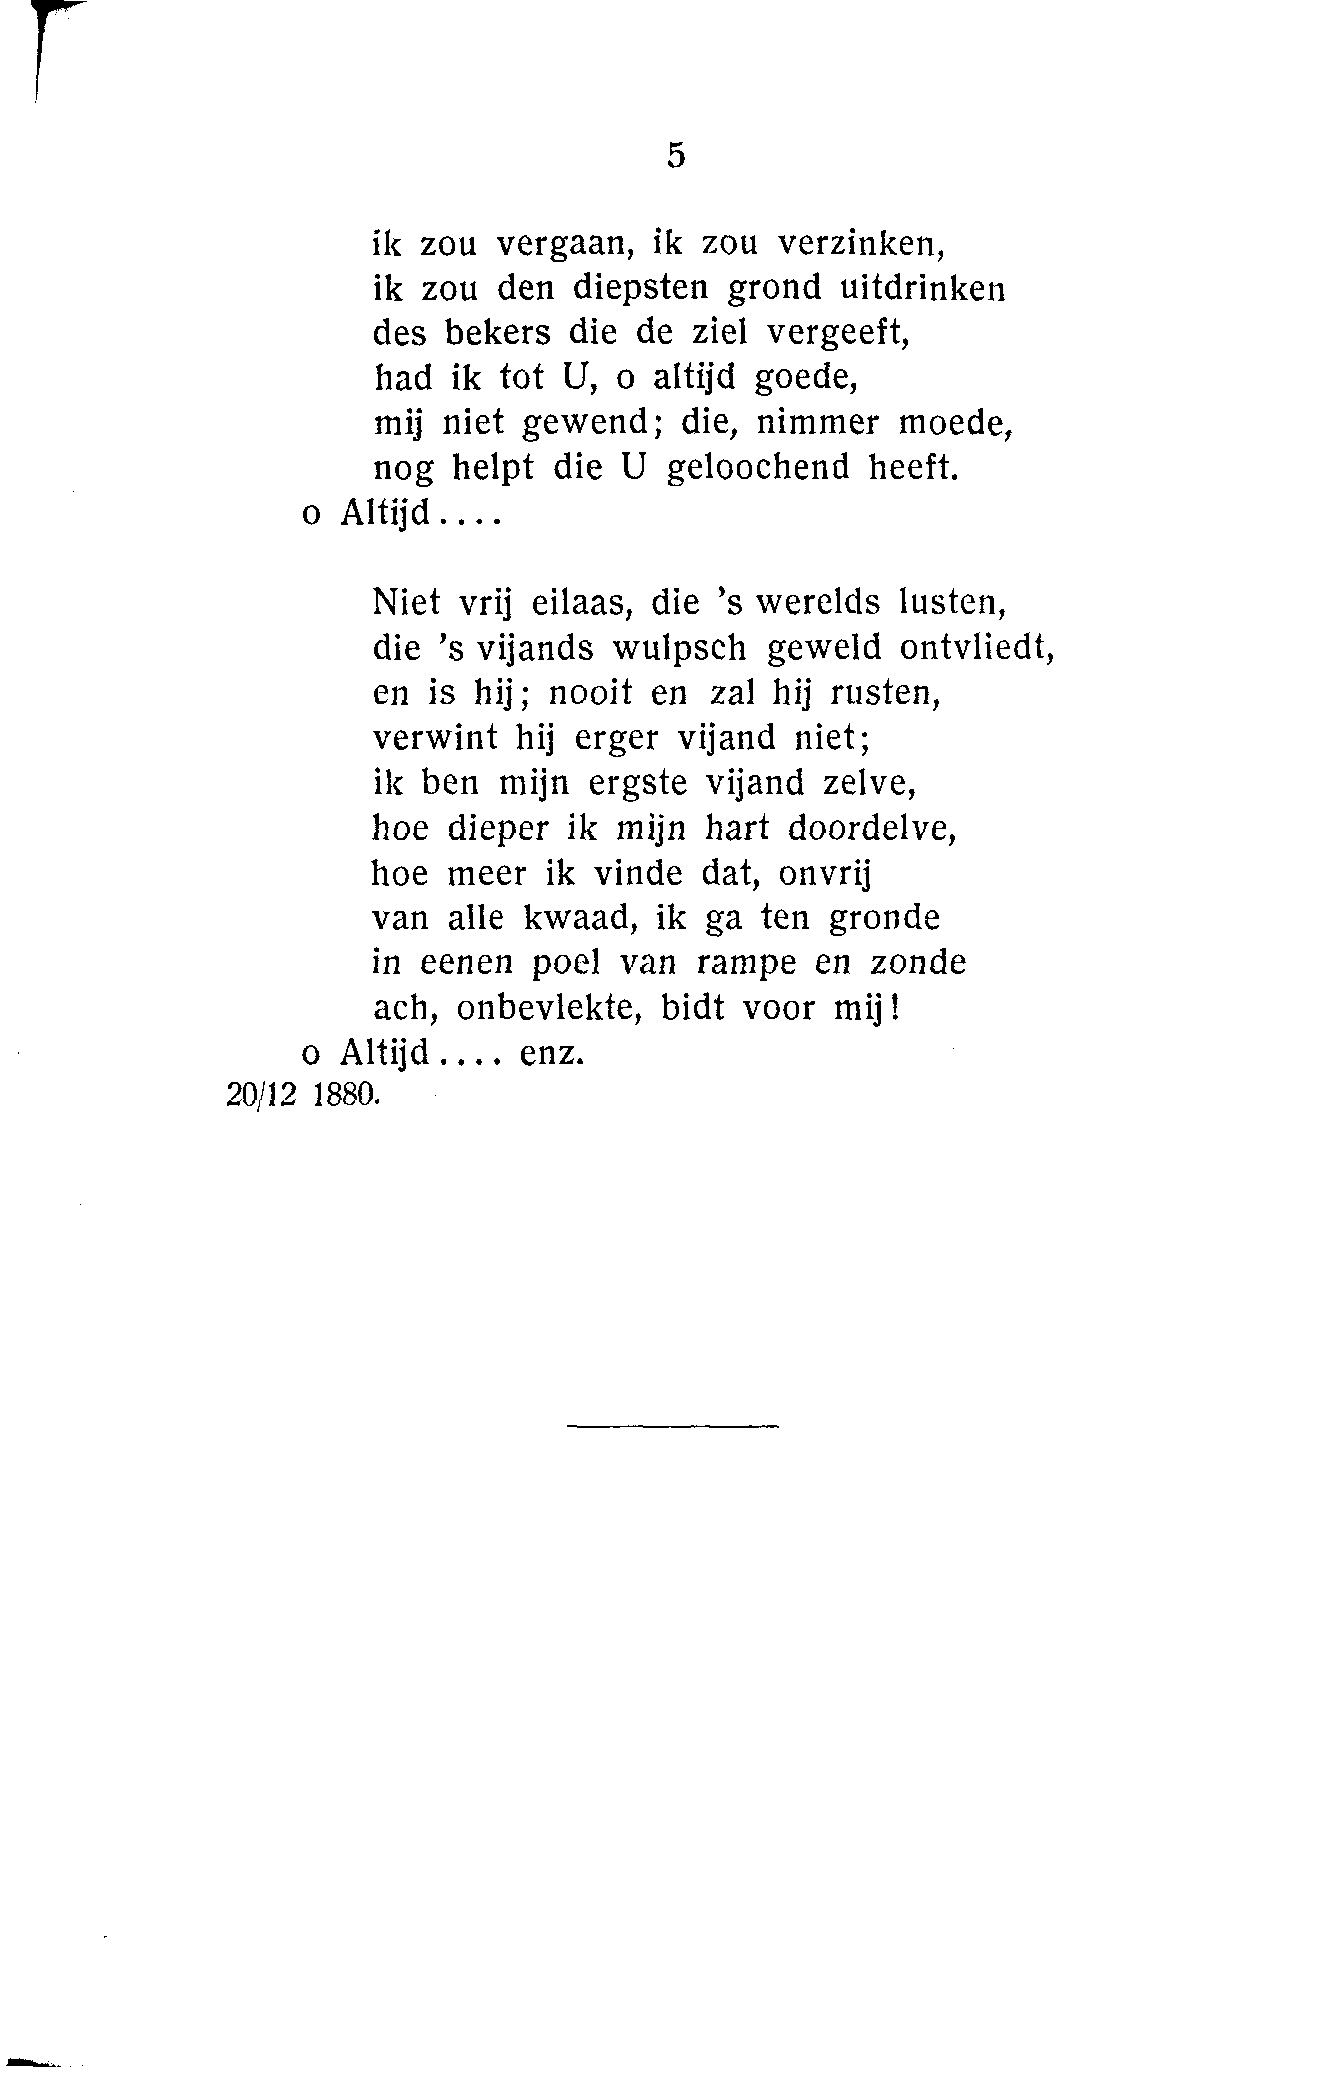 5
ik zou vergaan, ik zou verzinken,
ik zou den diepsten grond uitdrinken
des bekers die de ziel vergeeft,
had ik tot U, o altijd goede,
mij niet gewend; die, nimmer moede,
nog helpt die U geloochend heeft.
o Altijd....
Niet vrij eilaas, die 's werelds lusten,
die 's vijands wulpsch geweld ontvliedt,
en is hij; nooit en zal hij rusten,
verwint hij erger vijand niet;
ik ben mijn ergste vijand zelve,
hoe dieper ik mijn hart doordelve,
hoe meer ik vinde dat, onvrij
van alle kwaad, ik ga ten gronde
in eenen poel van rampe en zonde
ach, onbevlekte, bidt voor mij!
o Altijd.... enz.
20/12 1880.